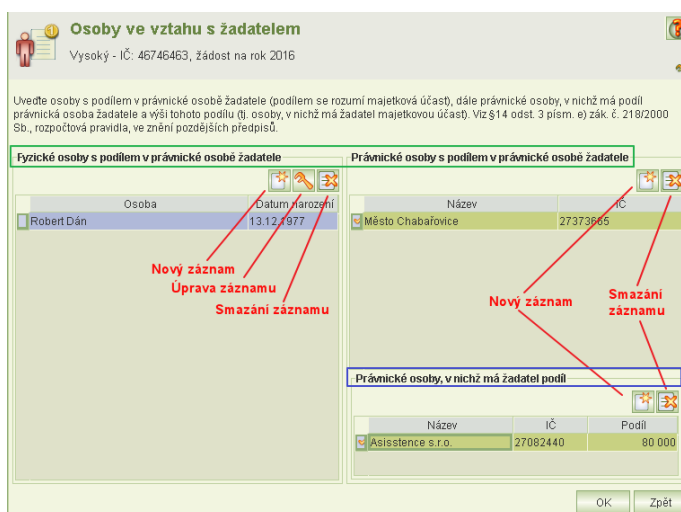 Osoby ve vztahu s žadatelem
Vysoký - IČ: 46746463, žádost na rok 2016
Uveďte osoby s podílem v právnické osobě žadatele (podílem se rozumí majetková účast), dále právnické osoby, v nichž má podíl
právnická osoba žadatele a výši tohoto podílu (tj. osoby, v nichž má žadatel majetkovou účast). Viz §14 odst. 3 písm. e) zák. č. 218/2000
Sb., rozpočtová pravidla, ve znění pozdějších předpisů.
Fyzické osoby s podílem v právnické osobě žadatele
Osoba Datum narození
Robert Dán 13.12.1977
Nový záznam
Úprava záznamu
Smazání záznamu
Právnické osoby s podílem v právnické osobě žadatele
Název IČ
Město Chabařovice 27373665
Nový záznam
Smazání
záznamu
Právnické osoby, v nichž má žadatel podíl
Název IČ Podíl
Asisstence s.r.o. 27082440 80 000
OK Zpět